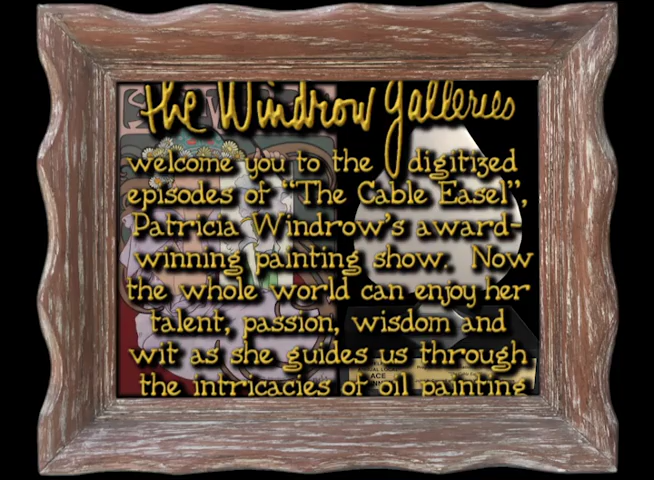 the Windrow Galleries
welcome you to the digitized
episodes of “The Cable Easel”,
Patricia Windrow’s award-
winning painting show. Now
the whole world can enjoy her
talent, passion, wisdom and
wit as she guides us through
the intricacies of oil painting